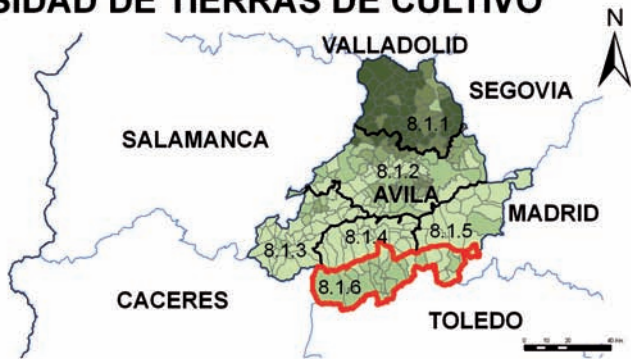 SIDAD DE TIERRAS DE CULTIVO
N
VALLADOLID
SEGOVIA
8.1.1
SALAMANCA
8.1.2
AVILA
MADRID
8.1.5
8.1.4
8.1.3
8.1.6
CACERES
TOLEDO